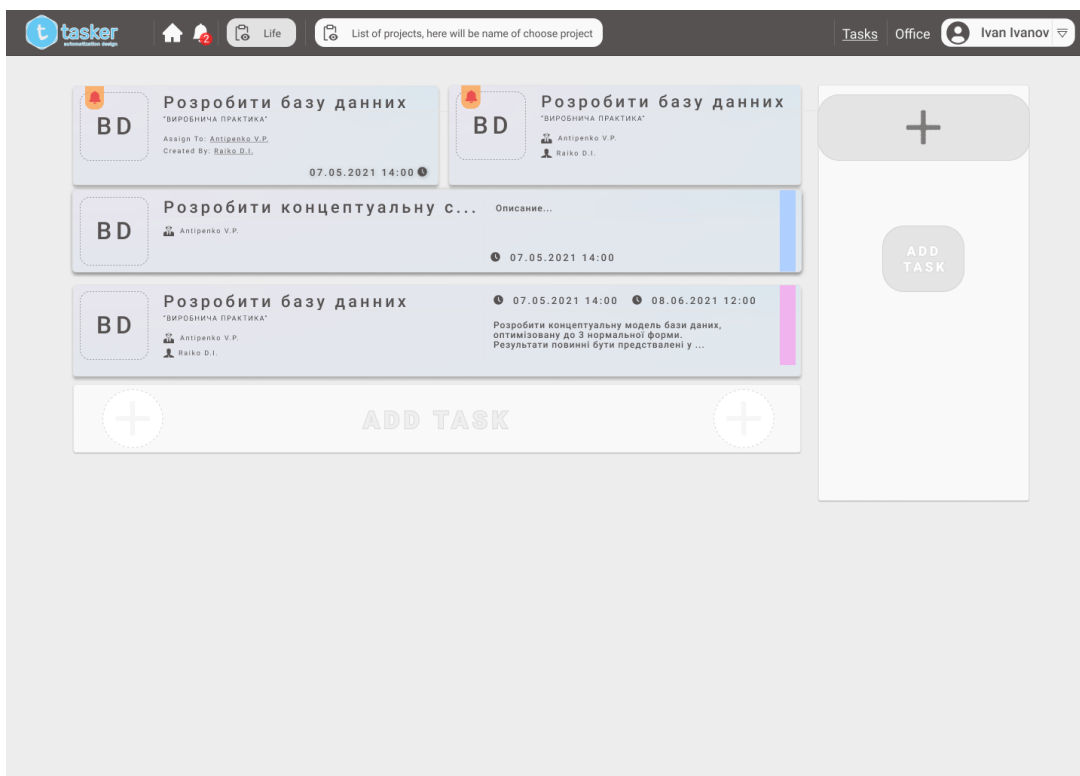 t tasker
automatization design
2
Life
List of projects, here will be name of choose project
Tasks
Office
Ivan Ivanov
BD
Розробити базу данних
"ВИРОБНИЧА ПРАКТИКА"
Assign To: Antipenko V.P.
Created By: Raiko D.I.
07.05.2021 14:00
BD
Розробити базу данних
"ВИРОБНИЧА ПРАКТИКА"
Antipenko V.P.
Raiko D.I.
BD
Розробити концептуальну с...
Antipenko V.P.
Описание...
07.05.2021 14:00
BD
Розробити базу данних
"ВИРОБНИЧА ПРАКТИКА"
Antipenko V.P.
Raiko D.I.
07.05.2021 14:00 08.06.2021 12:00
Розробити концептуальну модель бази даних,
оптимізовану до 3 нормальної форми.
Результати повинні бути предствалені у ...
ADD TASK
ADD
TASK